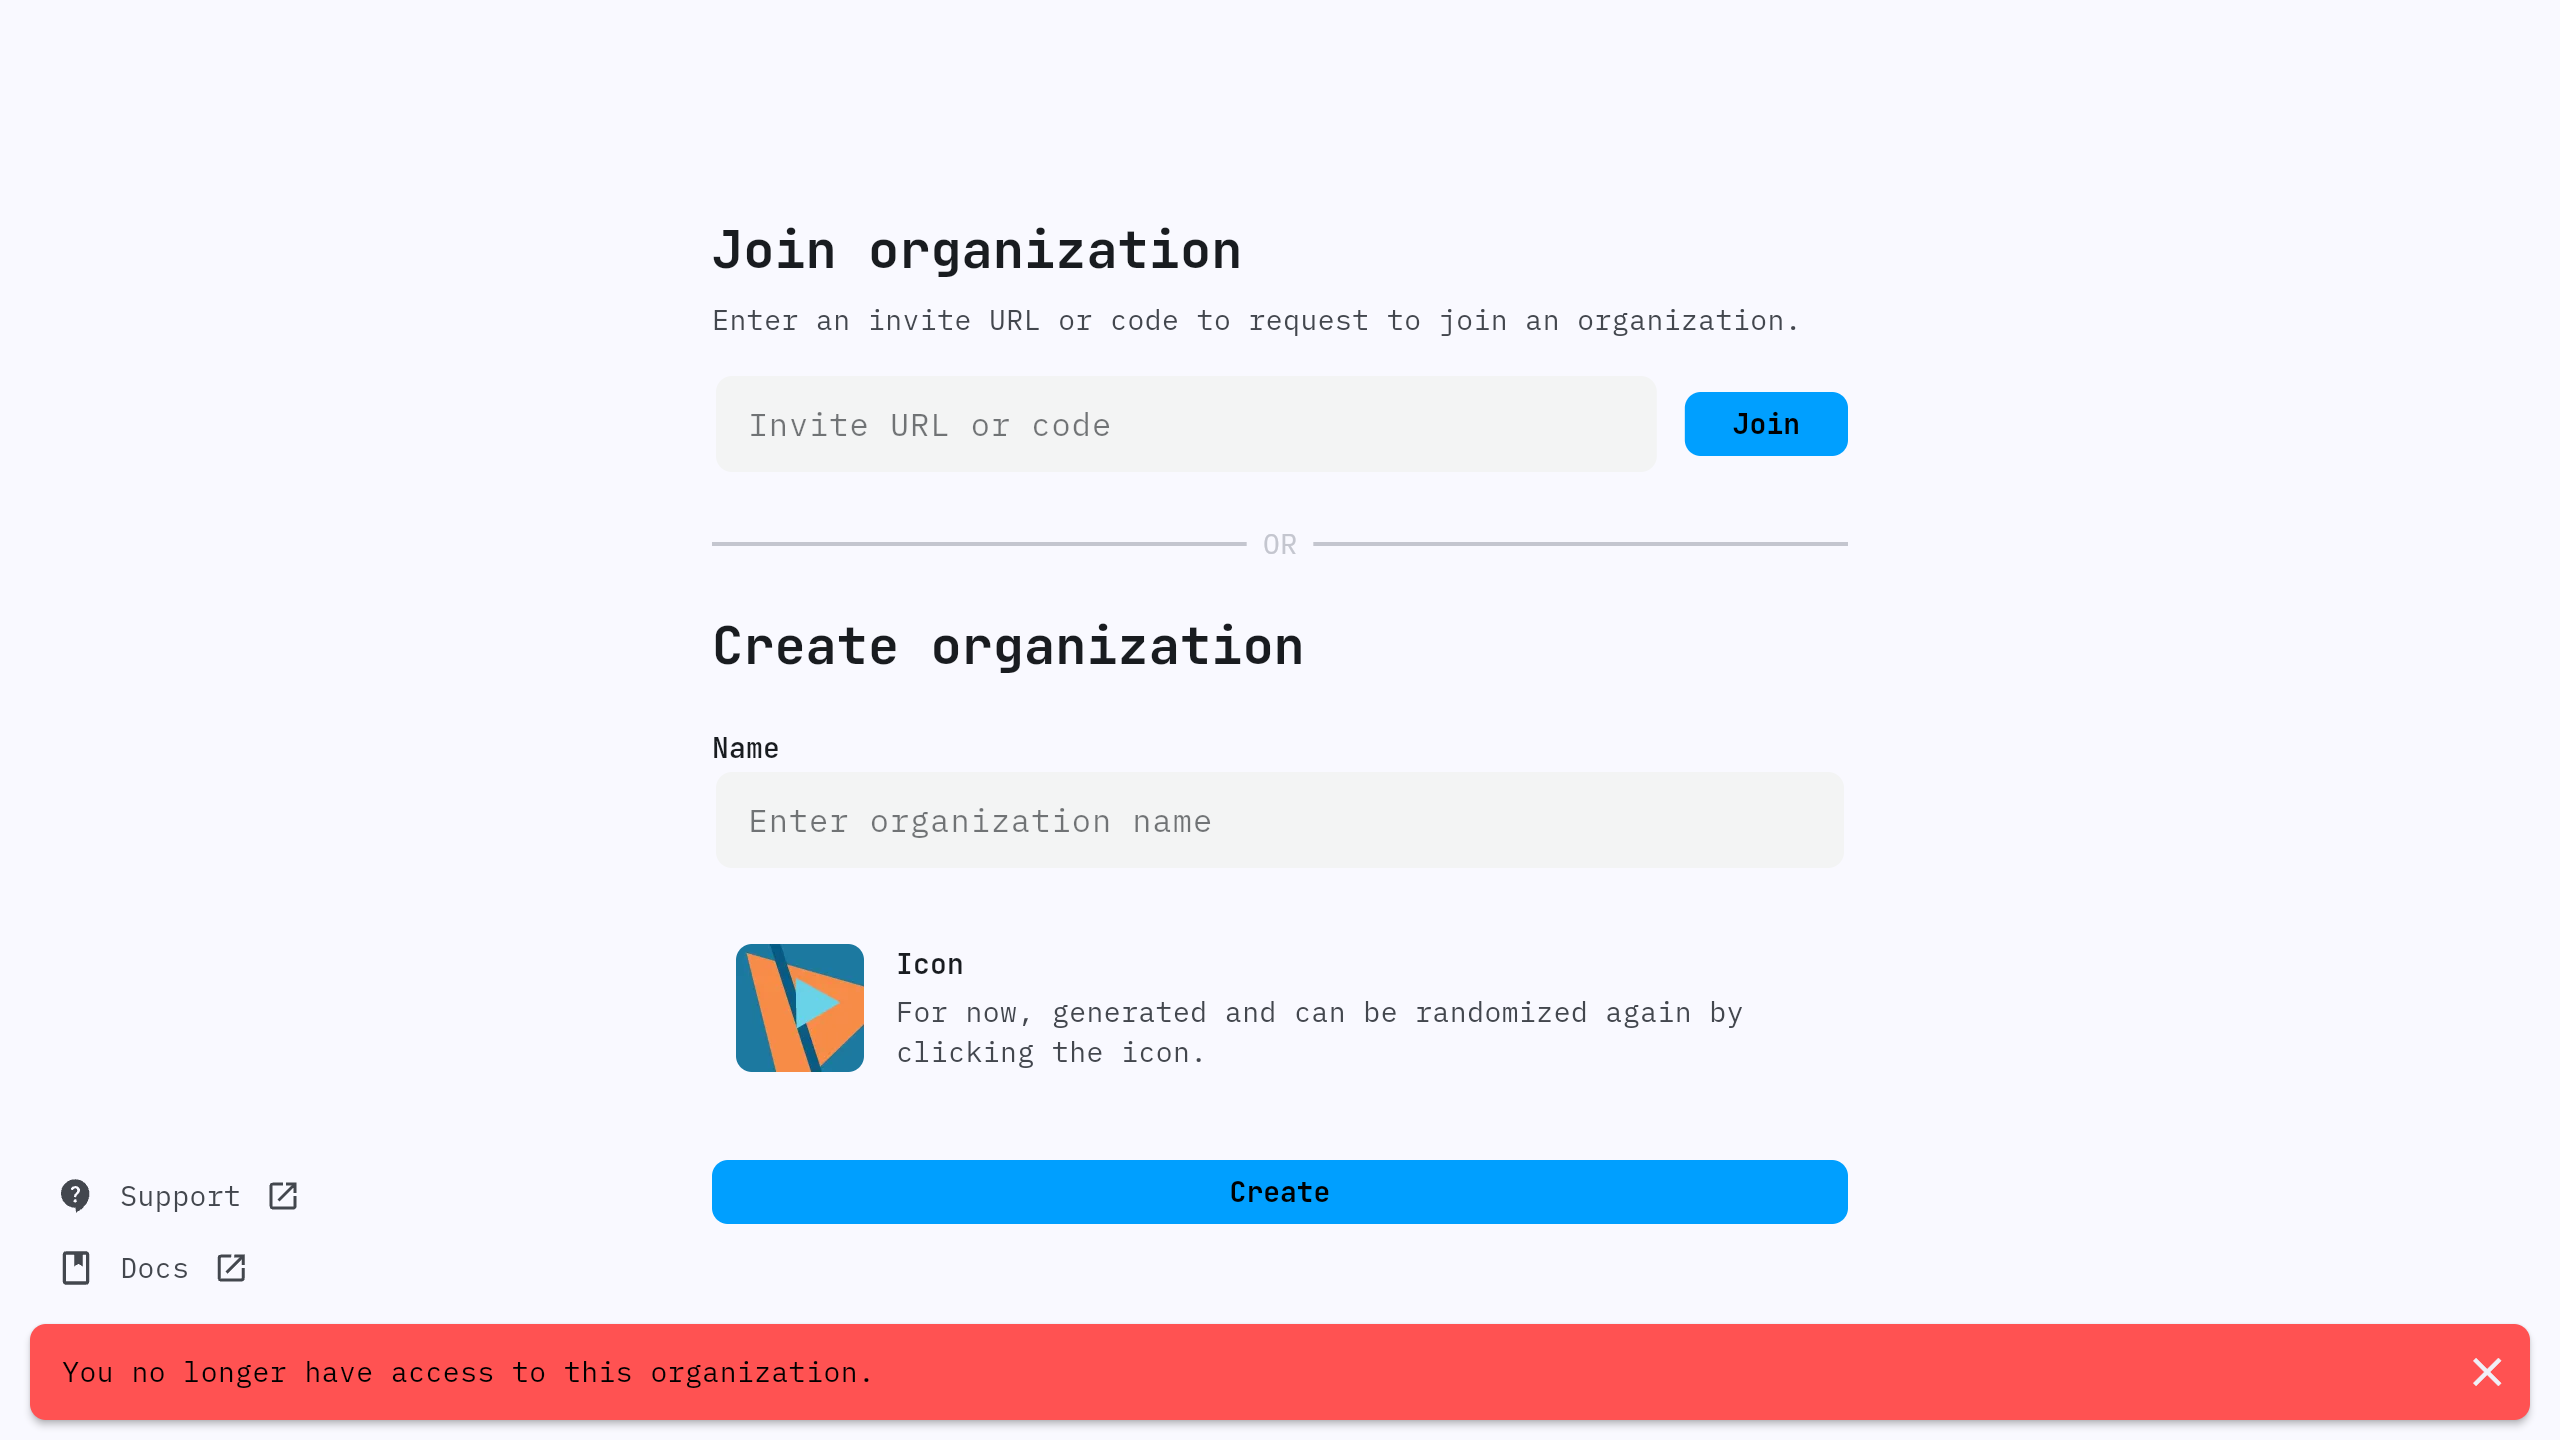 Join organization
Enter an invite URL or code to request to join an organization.
Invite URL or code
Join
OR
Create organization
Name
Enter organization name
Icon
For now, generated and can be randomized again by
clicking the icon.
Create
Support
Docs
You no longer have access to this organization.